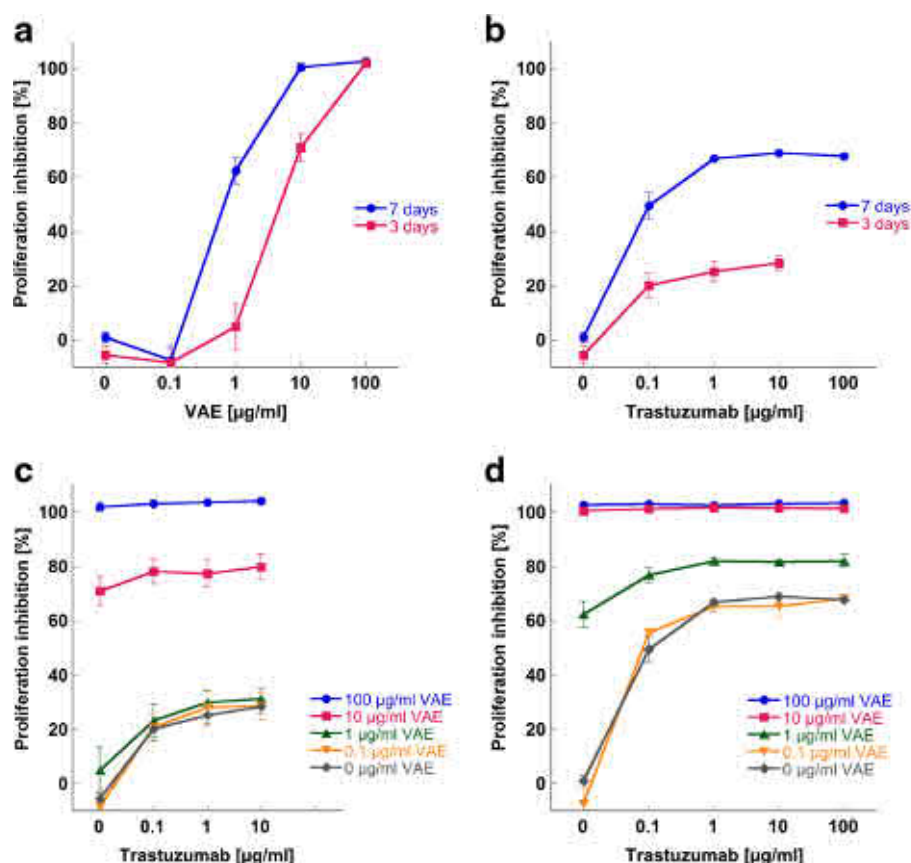 a
Proliferation inhibition [%]
100
80
60
40
20
0
7 days
3 days
0 0.1 1 10 100
VAE [µg/ml]
b
Proliferation inhibition [%]
100
80
60
40
20
0
7 days
3 days
0 0.1 1 10 100
Trastuzumab [µg/ml]
c
Proliferation inhibition [%]
100
80
60
40
20
0
100 µg/ml VAE
10 µg/ml VAE
1 µg/ml VAE
0.1 µg/ml VAE
0 µg/ml VAE
0 0.1 1 10
Trastuzumab [µg/ml]
d
Proliferation inhibition [%]
100
80
60
40
20
0
100 µg/ml VAE
10 µg/ml VAE
1 µg/ml VAE
0.1 µg/ml VAE
0 µg/ml VAE
0 0.1 1 10 100
Trastuzumab [µg/ml]